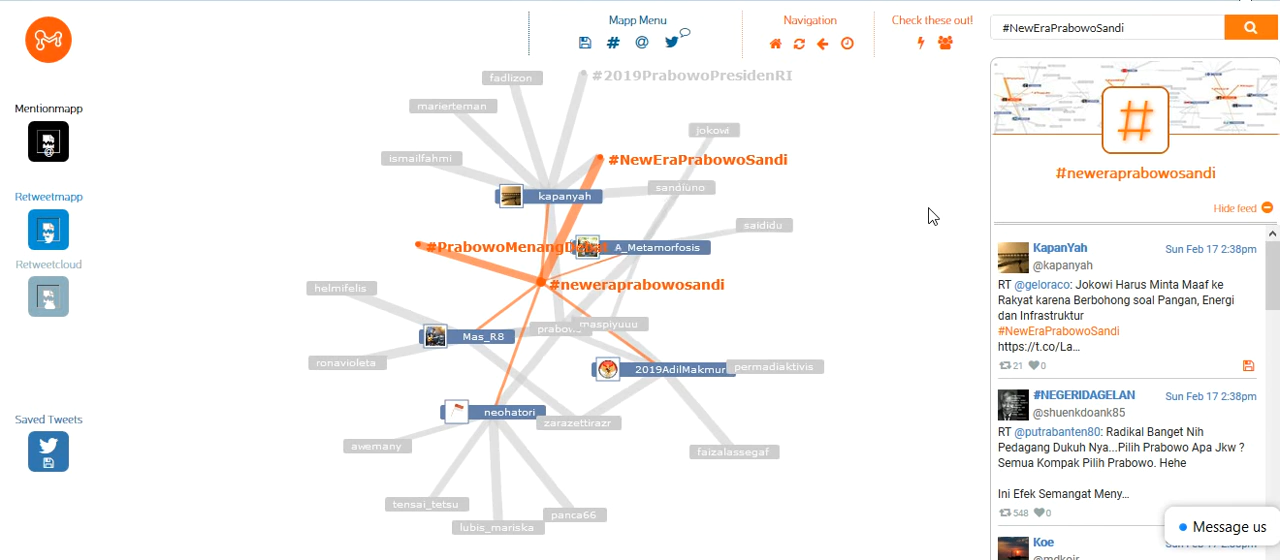 Mapp Menu
Navigation
Check these out!
#NewEraPrabowoSandi
Mentionmapp
Retweetmapp
Retweetcloud
Saved Tweets
fadlizon
#2019PrabowoPresidenRI
marierteman
jokowi
ismailfahmi
#NewEraPrabowoSandi
kapanyah
sandiuno
saididu
#PrabowoMenangD
A_Metamorfosis
#neweraprabowosandi
helmifelis
maspiyuuu
Mas_R8
ronavioleta
2019AdilMakmur
permadiaktivis
neohatori
zarazettirazr
awemany
faizalassegaf
tensai_tetsu
panca66
lubis_mariska
#
#neweraprabowosandi
Hide feed
KapanYah
Sun Feb 17 2:38pm
@kapanyah
RT @geloraco: Jokowi Harus Minta Maaf ke
Rakyat karena Berbohong soal Pangan, Energi
dan Infrastruktur
#NewEraPrabowoSandi
https://t.co/La…
21 0
#NEGERIDAGELAN
Sun Feb 17 2:38pm
@shuenkdoank85
RT @putrabanten80: Radikal Banget Nih
Pedagang Dukuh Nya...Pilih Prabowo Apa Jkw ?
Semua Kompak Pilih Prabowo. Hehe
Ini Efek Semangat Meny…
548 0
Koe
Message us